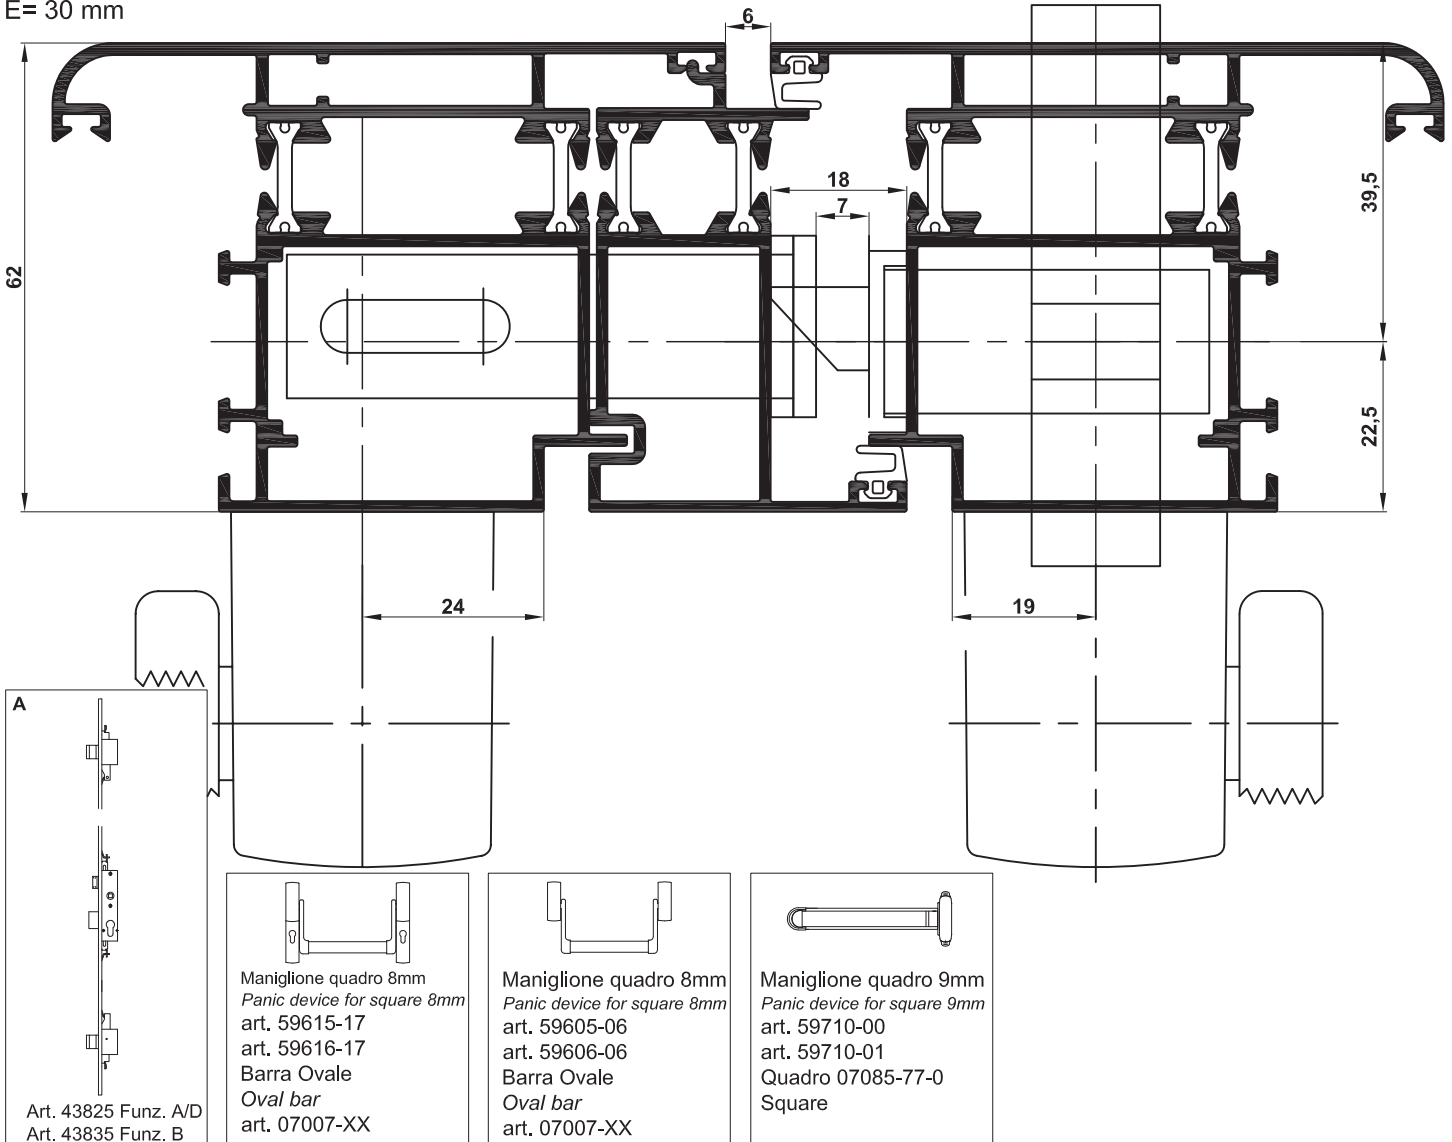 E= 30 mm
6
18
7
39,5
62
22,5
24
19
A
Art. 43825 Funz. A/D
Art. 43835 Funz. B
Maniglione quadro 8mm
Panic device for square 8mm
art. 59615-17
art. 59616-17
Barra Ovale
Oval bar
art. 07007-XX
Maniglione quadro 8mm
Panic device for square 8mm
art. 59605-06
art. 59606-06
Barra Ovale
Oval bar
art. 07007-XX
Maniglione quadro 9mm
Panic device for square 9mm
art. 59710-00
art. 59710-01
Quadro 07085-77-0
Square